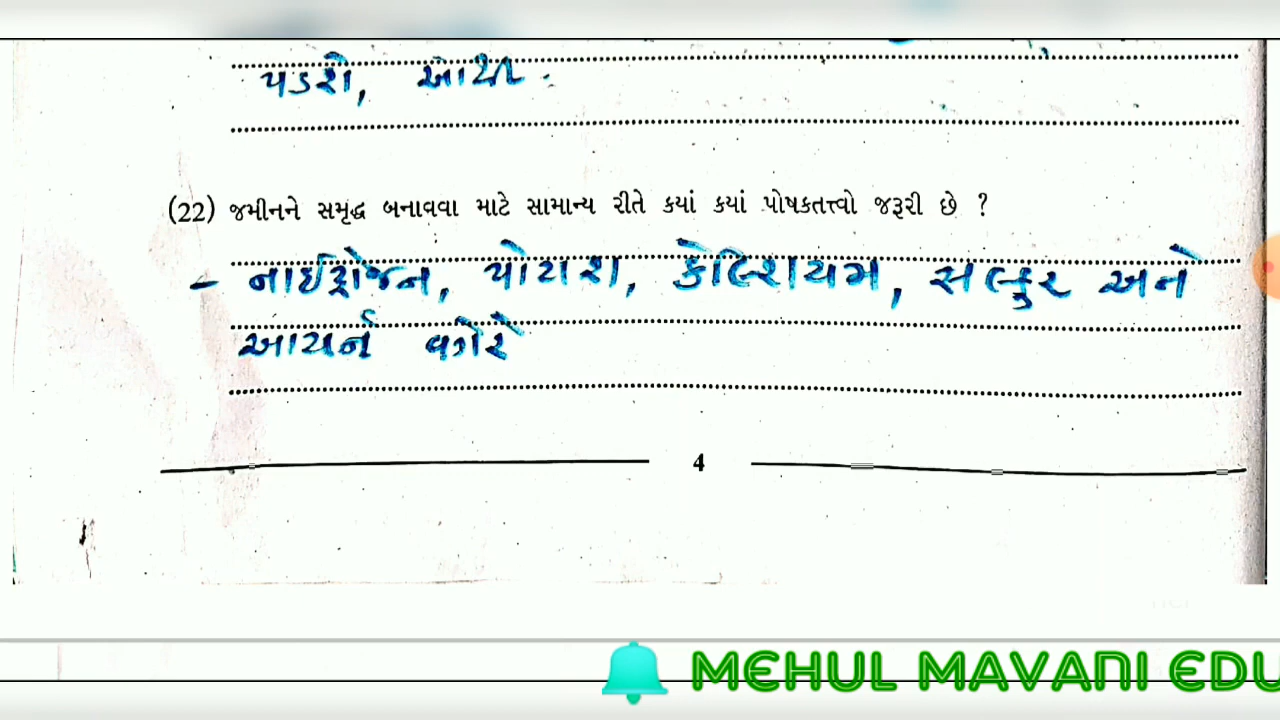 પડશે, આથી.
(22) જમીનને સમૃદ્ધ બનાવવા માટે સામાન્ય રીતે કયાં કયાં પોષકતત્ત્વો જરૂરી છે ?
- નાઈટ્રોજન, પોટાશ, કેલ્શિયમ, સલ્ફર અને
આયર્ન વગેરે
4
MEHUL MAVANI EDU